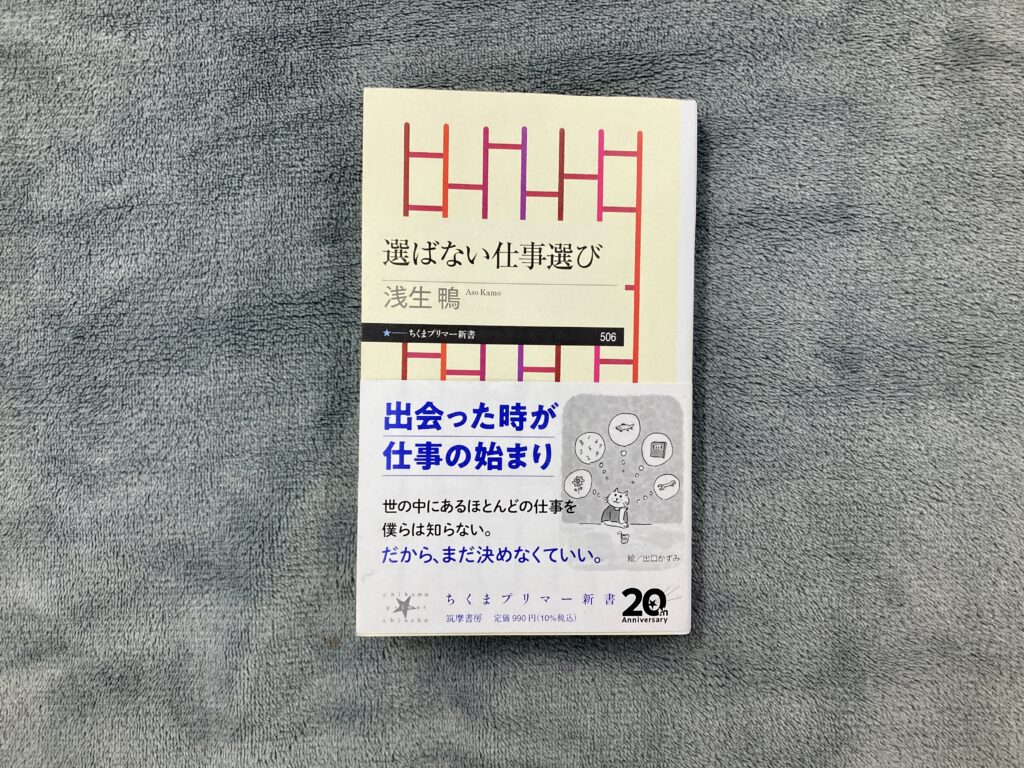 選ばない仕事選び
浅生 鴨 Aso Kamo
★──ちくまプリマー新書 506
出会った時が
仕事の始まり
世の中にあるほとんどの仕事を
僕らは知らない。
だから、まだ決めなくていい。
絵／出口かずみ
chikuma
primer
shinsho
ちくまプリマー新書
筑摩書房 定価990円(10%税込)
20th
Anniversary